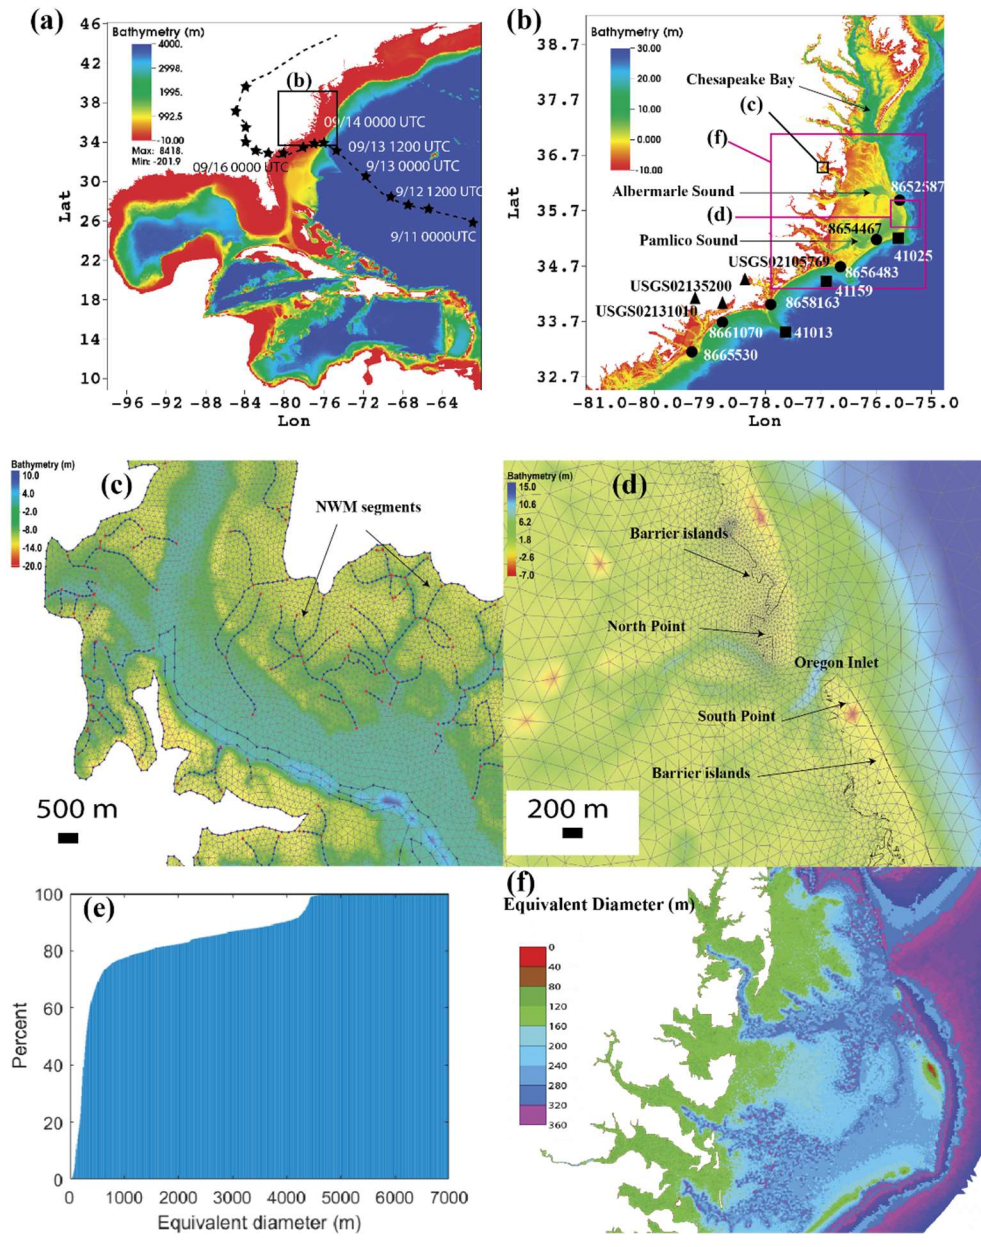 (a)
Bathymetry (m)
4000.
2998.
1995.
992.5
-10.00
Max: 8418.
Min: -201.9
(b)
09/14 0000 UTC
09/13 1200 UTC
9/13 0000 UTC
09/16 0000 UTC
9/12 1200 UTC
9/11 0000UTC
46
42
38
34
30
26
22
18
14
10
Lat
-96 -92 -88 -84 -80 -76 -72 -68 -64
Lon
(b)
Bathymetry (m)
30.00
20.00
10.00
0.000
-10.00
Chesapeake Bay
(c)
(f)
Albermarle Sound
8652587
(d)
8654467
Pamlico Sound
41025
USGS02105769
8656483
USGS02135200
41159
8658163
USGS02131010
8661070
41013
8665530
38.7
37.7
36.7
35.7
34.7
33.7
32.7
Lat
-81.0 -79.0 -78.0 -77.0 -76.0 -75.0
Lon
(c)
Bathymetry (m)
10.0
4.0
-2.0
-8.0
-14.0
-20.0
NWM segments
500 m
(d)
Bathymetry (m)
15.0
10.6
6.2
1.8
-2.6
-7.0
Barrier islands
North Point
Oregon Inlet
South Point
Barrier islands
200 m
(e)
100
80
60
40
20
0
Percent
0 1000 2000 3000 4000 5000 6000 7000
Equivalent diameter (m)
(f)
Equivalent Diameter (m)
0
40
80
120
160
200
240
280
320
360